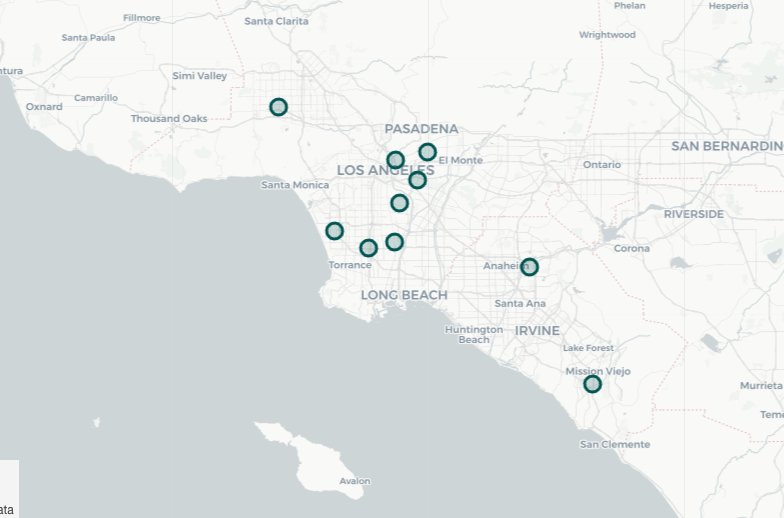 Phelan
Hesperia
Fillmore
Santa Clarita
Santa Paula
Wrightwood
ntura
Simi Valley
Camarillo
Oxnard
Thousand Oaks
PASADENA
SAN BERNARDIN
LOS ANGELES
El Monte
Ontario
Santa Monica
RIVERSIDE
Corona
Torrance
Anaheim
LONG BEACH
Santa Ana
Huntington
Beach
IRVINE
Lake Forest
Mission Viejo
Murrieta
Teme
San Clemente
Avalon
ata